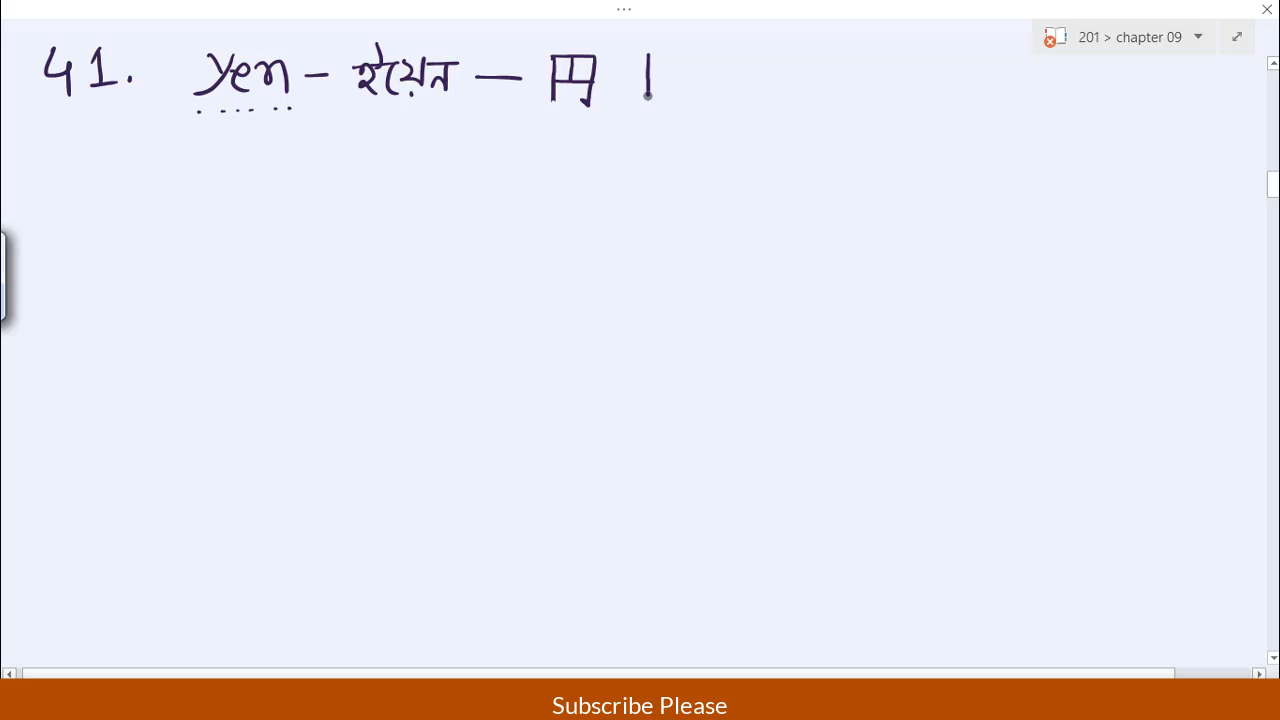 ...
201 > chapter 09
41. yen - ইয়েন - 円 |
Subscribe Please